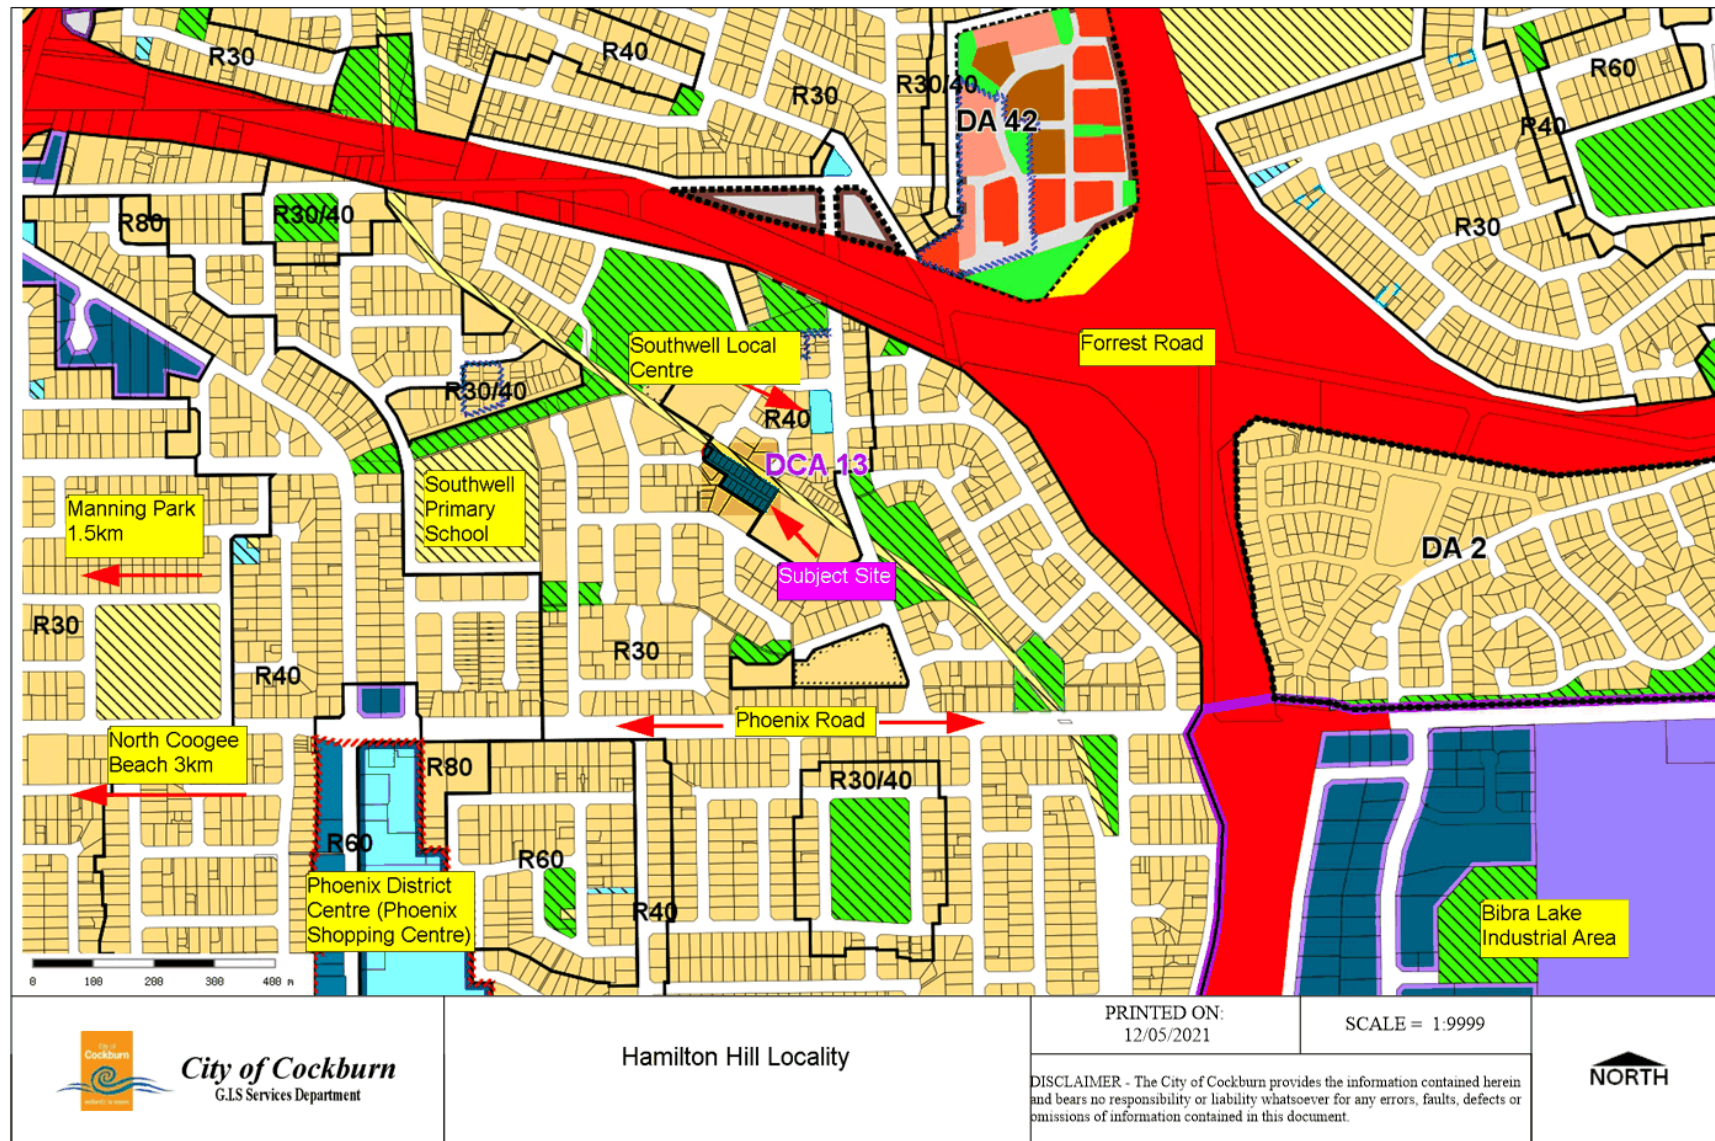 R30
R40
R30
R30/40
DA 42
R60
R40
R80
R30/40
R30
Forrest Road
Southwell Local
Centre
R30/40
R40
DCA 13
Manning Park
1.5km
Southwell
Primary
School
DA 2
Subject Site
R30
R30
R40
Phoenix Road
North Coogee
Beach 3km
R80
R30/40
R60
R60
Phoenix District
Centre (Phoenix
Shopping Centre)
R40
Bibra Lake
Industrial Area
0 100 200 300 400 m
City of
Cockburn
City of Cockburn
G.I.S Services Department
Hamilton Hill Locality
PRINTED ON:
12/05/2021
SCALE = 1:9999
DISCLAIMER - The City of Cockburn provides the information contained herein
and bears no responsibility or liability whatsoever for any errors, faults, defects or
omissions of information contained in this document.
NORTH